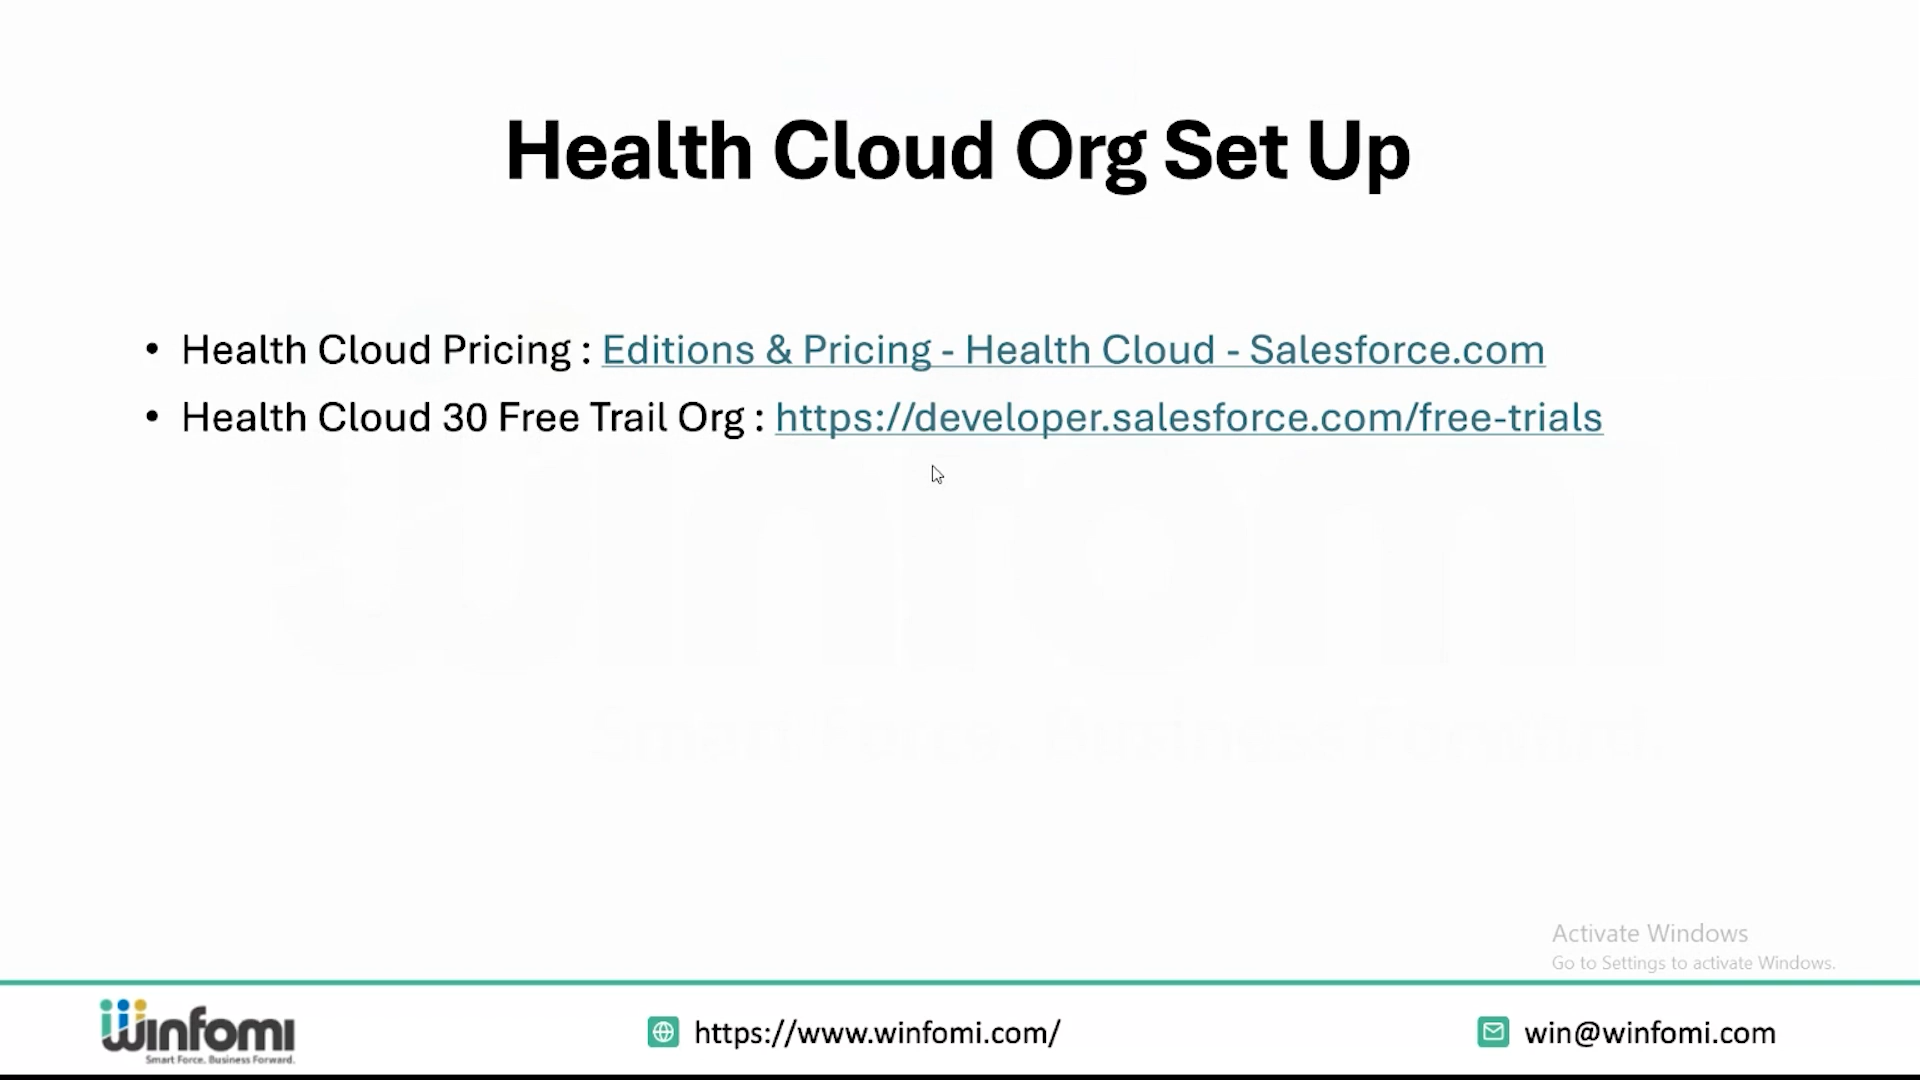 Health Cloud Org Set Up
• Health Cloud Pricing : Editions & Pricing - Health Cloud - Salesforce.com
• Health Cloud 30 Free Trail Org : https://developer.salesforce.com/free-trials
Activate Windows
Go to Settings to activate Windows.
Winfomi
Smart Force. Business Forward.
https://www.winfomi.com/
win@winfomi.com